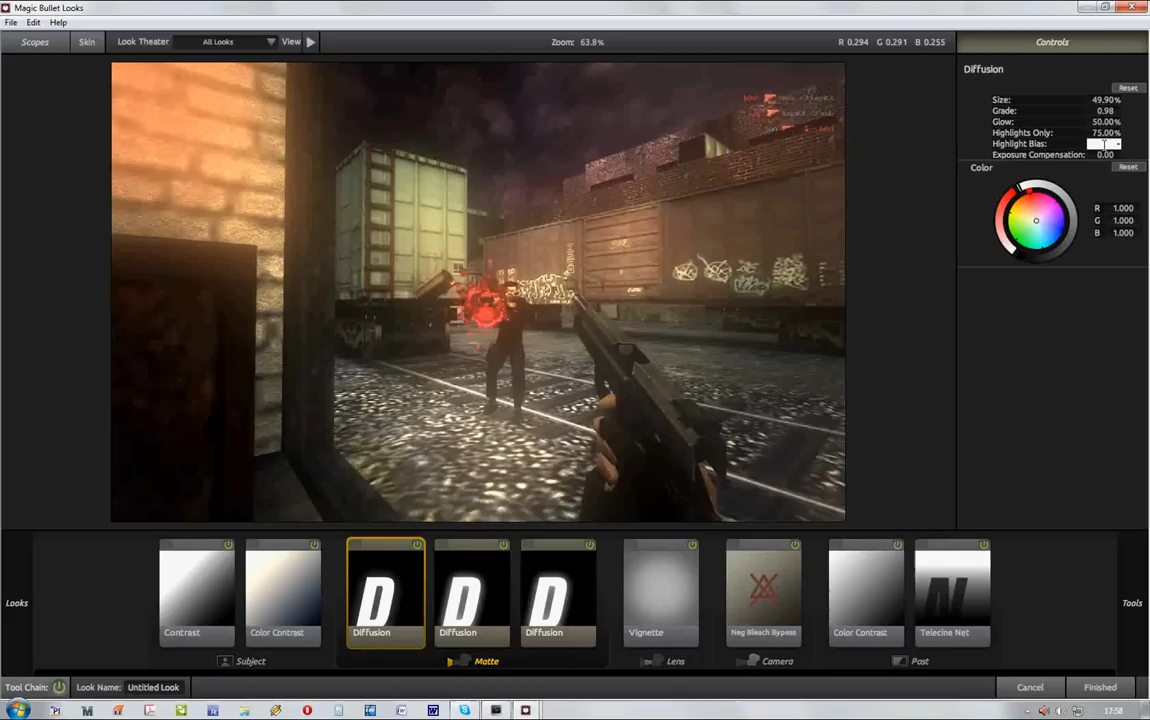 Magic Bullet Looks
File Edit Help
Scopes Skin Look Theater All Looks View Zoom: 63.8% R 0.294 G 0.291 B 0.255 Controls
Diffusion
Reset
Size: 49.90%
Grade: 0.98
Glow: 50.00%
Highlights Only: 75.00%
Highlight Bias:
Exposure Compensation: 0.00
Color Reset
R 1.000
G 1.000
B 1.000
D D D
Looks Contrast Color Contrast Diffusion Diffusion Diffusion Vignette Neg Bleach Bypass Color Contrast Telecine Net Tools
Subject Matte Lens Camera Post
Tool Chain: Look Name: Untitled Look Cancel Finished
17:58